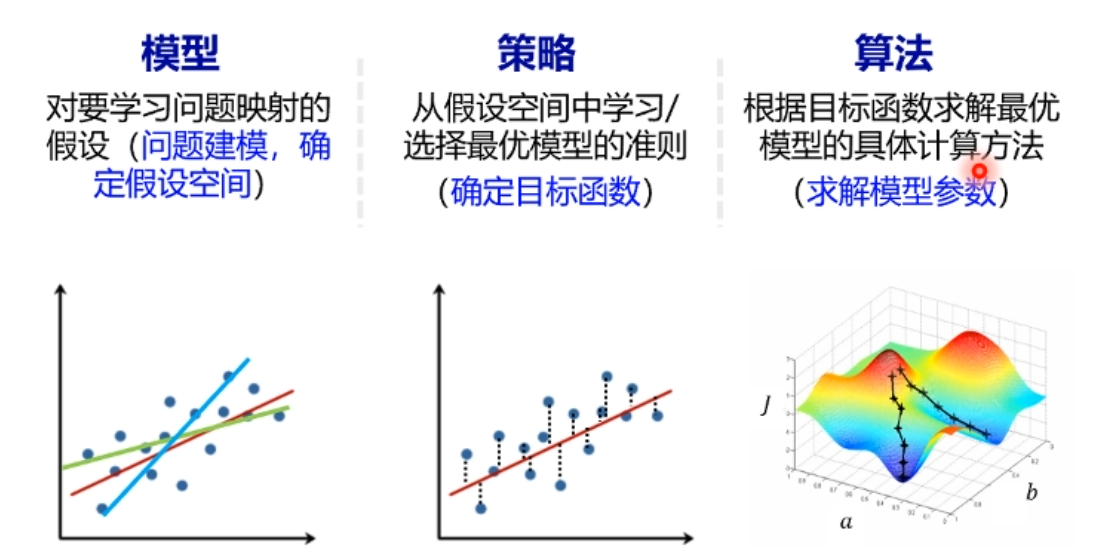 模型
对要学习问题映射的
假设（问题建模，确
定假设空间）
策略
从假设空间中学习/
选择最优模型的准则
（确定目标函数）
算法
根据目标函数求解最优
模型的具体计算方法
（求解模型参数）
J
a
b